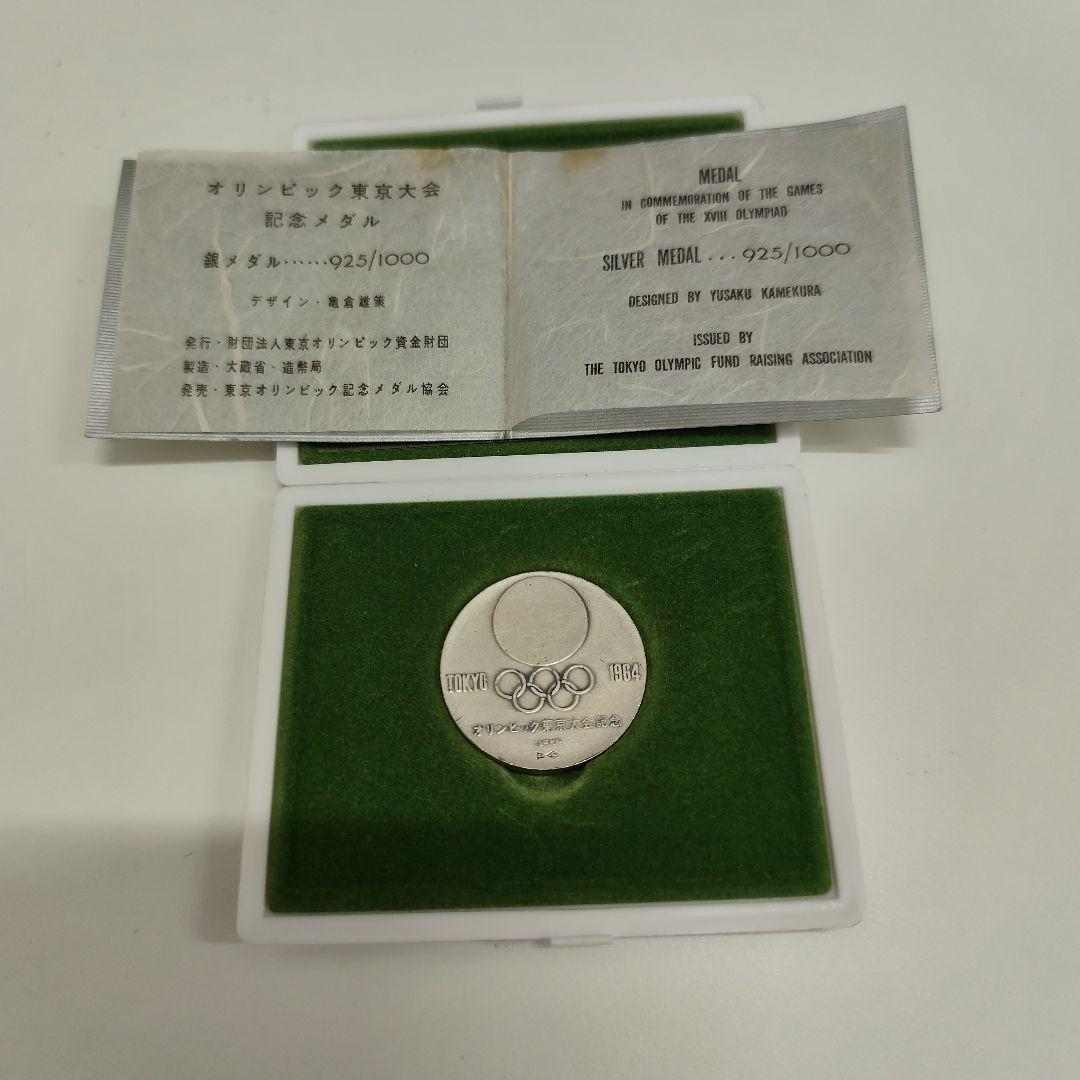 オリンピック東京大会
記念メダル
銀メダル……925/1000
デザイン・亀倉雄策
発行・財団法人東京オリンピック資金財団
製造・大蔵省・造幣局
発売・東京オリンピック記念メダル協会
MEDAL
IN COMMEMORATION OF THE GAMES
OF THE XVIII OLYMPIAD
SILVER MEDAL...925/1000
DESIGNED BY YUSAKU KAMEKURA
ISSUED BY
THE TOKYO OLYMPIC FUND RAISING ASSOCIATION
TOKYO 1964
オリンピック東京大会記念